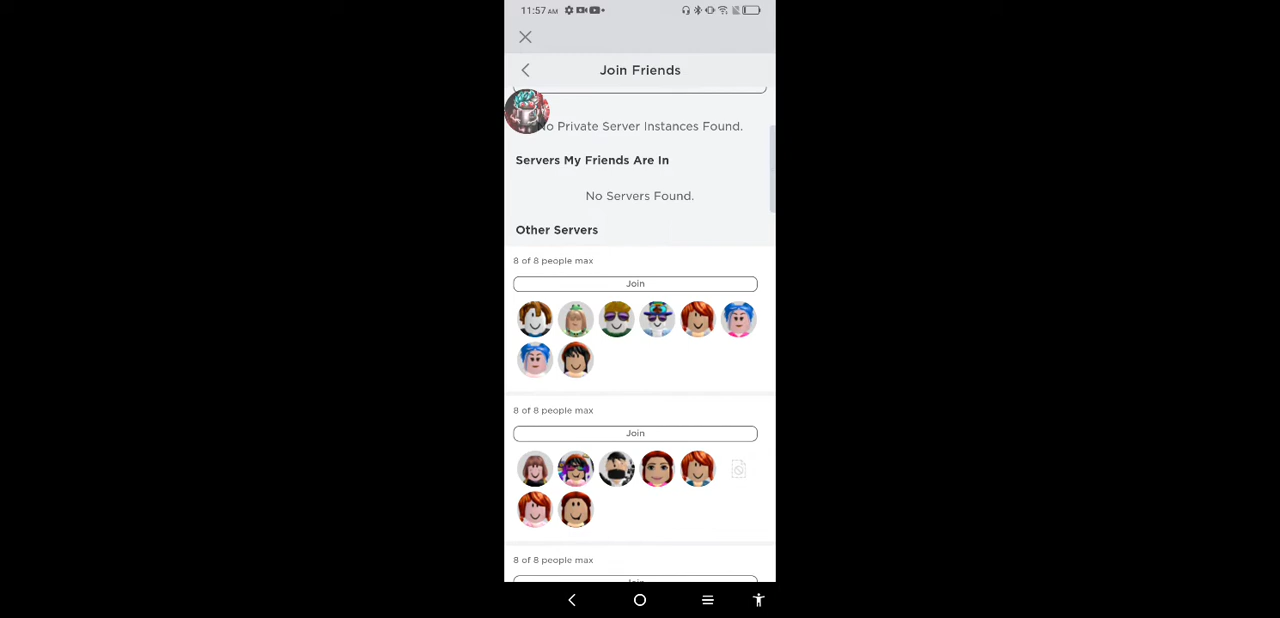 11:57 AM
Join Friends
No Private Server Instances Found.
Servers My Friends Are In
No Servers Found.
Other Servers
8 of 8 people max
Join
8 of 8 people max
Join
8 of 8 people max
Join